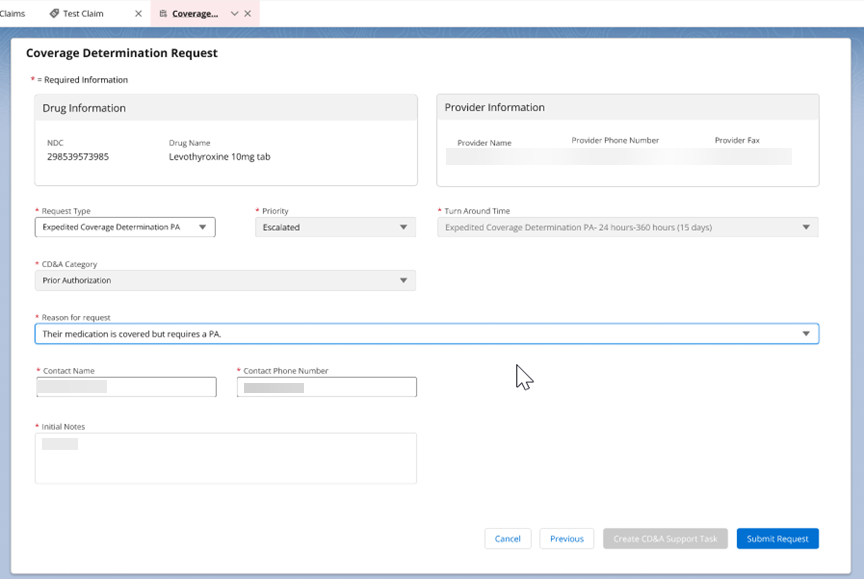 Claims
Test Claim
Coverage...
Coverage Determination Request
* = Required Information
Drug Information
NDC
Drug Name
298539573985
Levothyroxine 10mg tab
Provider Information
Provider Name
Provider Phone Number
Provider Fax
* Request Type
Expedited Coverage Determination PA
* Priority
Escalated
* Turn Around Time
Expedited Coverage Determination PA- 24 hours-360 hours (15 days)
* CD&A Category
Prior Authorization
* Reason for request
Their medication is covered but requires a PA.
* Contact Name
* Contact Phone Number
* Initial Notes
Cancel
Previous
Create CD&A Support Task
Submit Request